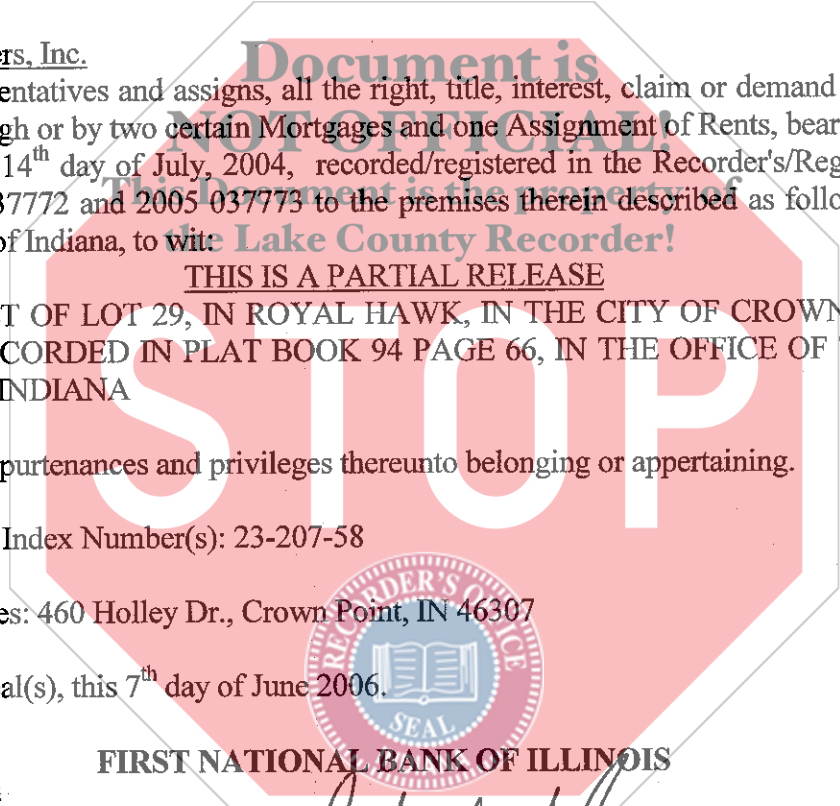 ers, Inc.
Document is
entatives and assigns, all the right, title, interest, claim or demand
NOT OFFICIAL!
gh or by two certain Mortgages and one Assignment of Rents, bear
14th day of July, 2004, recorded/registered in the Recorder's/Reg
This Document is the property of
37772 and 2005 037773 to the premises therein described as follo
the Lake County Recorder!
of Indiana, to wit:
THIS IS A PARTIAL RELEASE
T OF LOT 29, IN ROYAL HAWK, IN THE CITY OF CROWN
CORDED IN PLAT BOOK 94 PAGE 66, IN THE OFFICE OF
INDIANA
STOP
purtenances and privileges thereunto belonging or appertaining.
Index Number(s): 23-207-58
RECORDER'S OFFICE
es: 460 Holley Dr., Crown Point, IN 46307
al(s), this 7th day of June 2006.
SEAL
FIRST NATIONAL BANK OF ILLINOIS